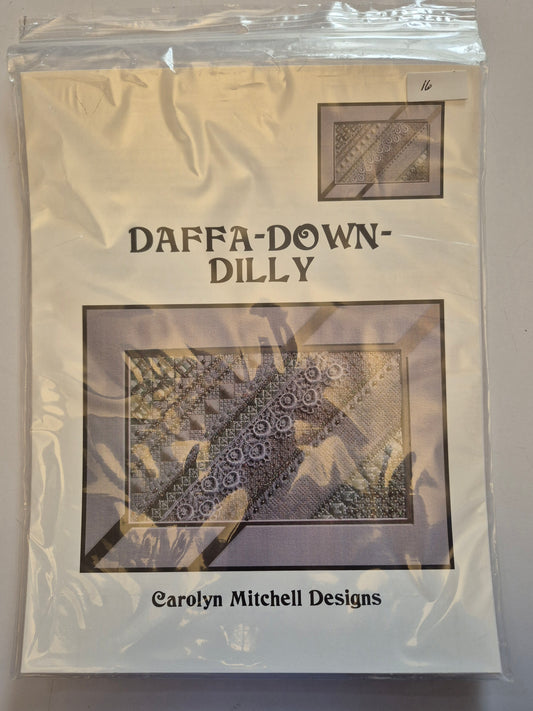 16
DAFFA-DOWN-
DILLY
Carolyn Mitchell Designs